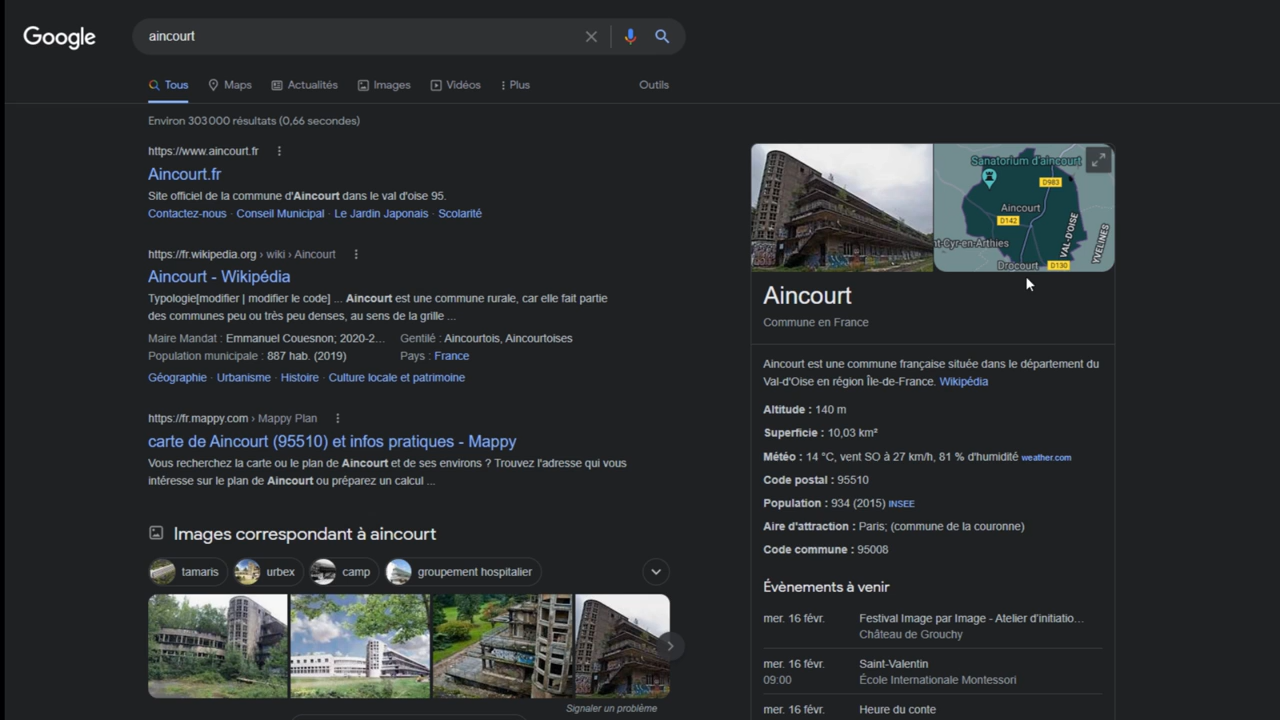 Google
aincourt
Tous
Maps
Actualités
Images
Vidéos
Plus
Outils
Environ 303 000 résultats (0,66 secondes)
https://www.aincourt.fr
Aincourt.fr
Site officiel de la commune d'Aincourt dans le val d'oise 95.
Contactez-nous · Conseil Municipal · Le Jardin Japonais · Scolarité
https://fr.wikipedia.org › wiki › Aincourt
Aincourt - Wikipédia
Typologie[modifier | modifier le code] ... Aincourt est une commune rurale, car elle fait partie
des communes peu ou très peu denses, au sens de la grille ...
Maire Mandat : Emmanuel Couesnon; 2020-2... Gentilé : Aincourtois, Aincourtoises
Population municipale : 887 hab. (2019) Pays : France
Géographie · Urbanisme · Histoire · Culture locale et patrimoine
https://fr.mappy.com › Mappy Plan
carte de Aincourt (95510) et infos pratiques - Mappy
Vous recherchez la carte ou le plan de Aincourt et de ses environs ? Trouvez l'adresse qui vous
intéresse sur le plan de Aincourt ou préparez un calcul ...
Images correspondant à aincourt
tamaris
urbex
camp
groupement hospitalier
Signaler un problème
Sanatorium d'aincourt
D983
Aincourt
D142
nt-Cyr-en-Arthies
VAL-D'OISE
YVELINES
Drocourt
D130
Aincourt
Commune en France
Aincourt est une commune française située dans le département du
Val-d'Oise en région Île-de-France. Wikipédia
Altitude : 140 m
Superficie : 10,03 km²
Météo : 14 °C, vent SO à 27 km/h, 81 % d'humidité weather.com
Code postal : 95510
Population : 934 (2015) INSEE
Aire d'attraction : Paris; (commune de la couronne)
Code commune : 95008
Évènements à venir
mer. 16 févr. Festival Image par Image - Atelier d'initiatio...
Château de Grouchy
mer. 16 févr. Saint-Valentin
09:00 École Internationale Montessori
mer. 16 févr. Heure du conte